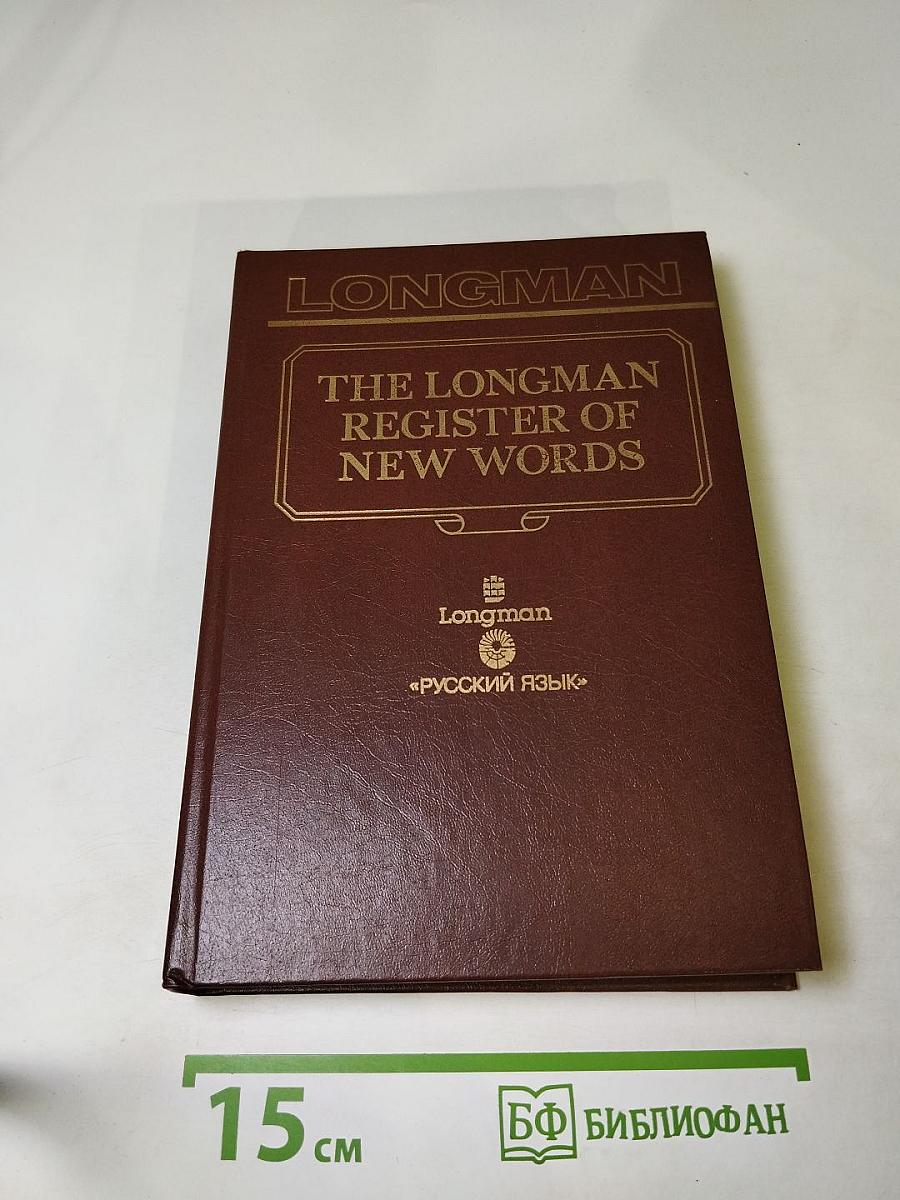 LONGMAN
THE LONGMAN
REGISTER OF
NEW WORDS
Longman
«РУССКИЙ ЯЗЫК»
15 см
БФ БИБЛИОФАН